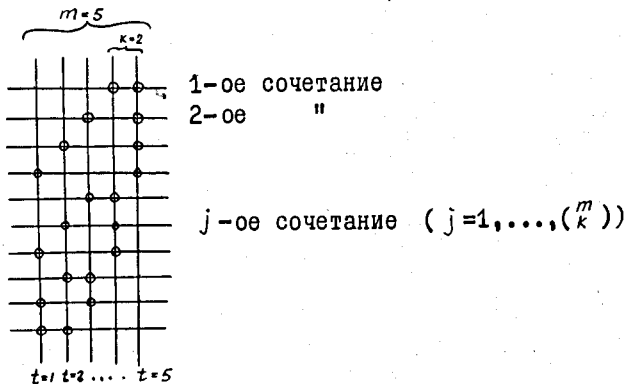 m=5
к=2
1-ое сочетание
2-ое "
j-ое сочетание (j=1,...,(m к))
t=1 t=2 .... t=5